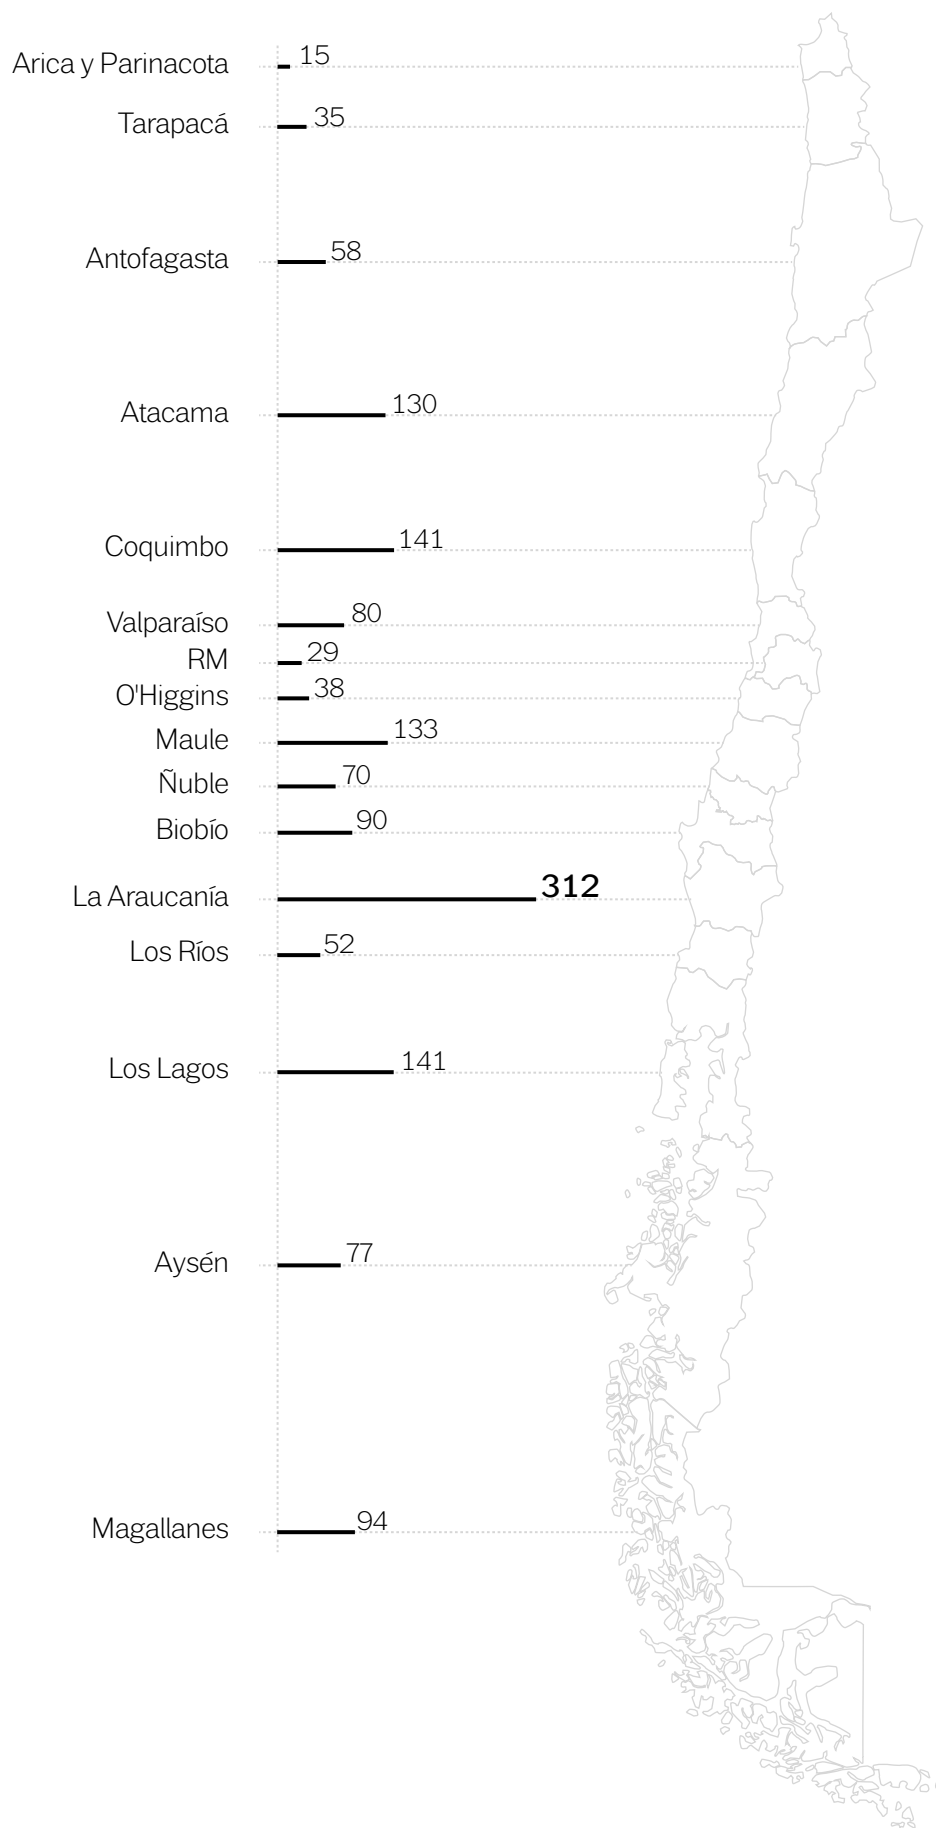 Arica y Parinacota 15
Tarapacá 35
Antofagasta 58
Atacama 130
Coquimbo 141
Valparaíso 80
RM 29
O'Higgins 38
Maule 133
Ñuble 70
Biobío 90
La Araucanía 312
Los Ríos 52
Los Lagos 141
Aysén 77
Magallanes 94